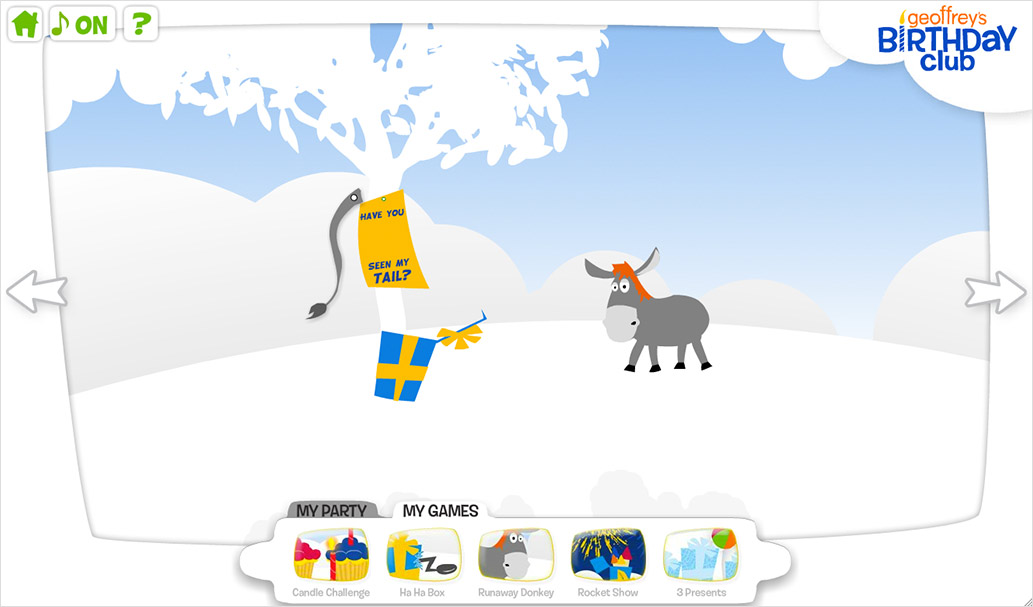 ON
?
geoffrey's
BIRTHDAY
club
HAVE YOU
SEEN MY
TAIL?
MY PARTY
MY GAMES
Candle Challenge
Ha Ha Box
Runaway Donkey
Rocket Show
3 Presents